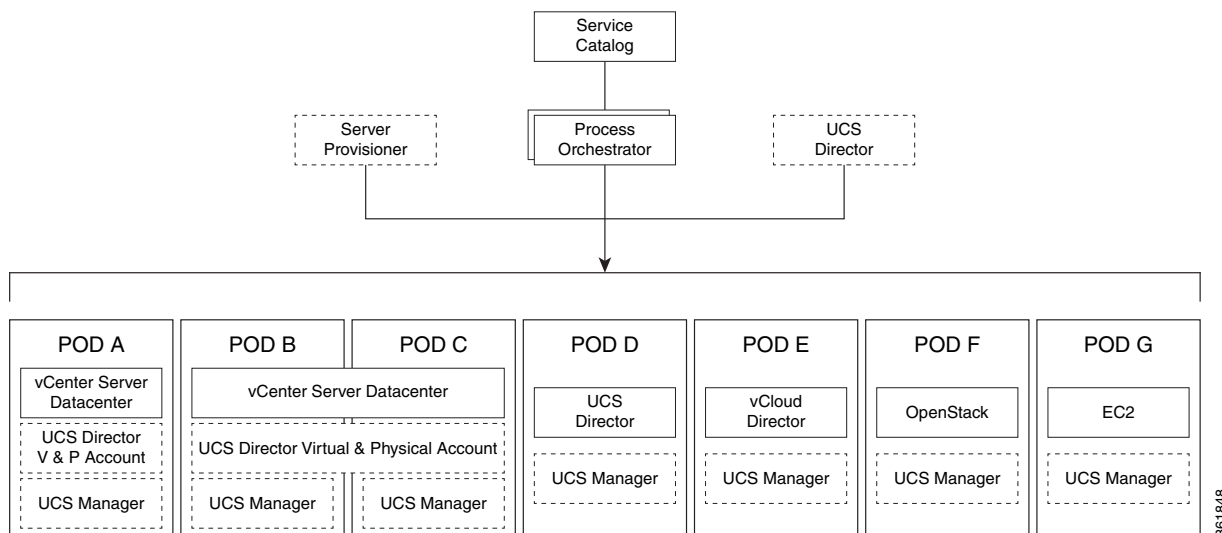 Service
Catalog
Server
Provisioner
Process
Orchestrator
UCS
Director
POD A
vCenter Server
Datacenter
UCS Director
V & P Account
UCS Manager
POD B
POD C
vCenter Server Datacenter
UCS Director Virtual & Physical Account
UCS Manager
UCS Manager
POD D
UCS
Director
UCS Manager
POD E
vCloud
Director
UCS Manager
POD F
OpenStack
UCS Manager
POD G
EC2
UCS Manager
361848